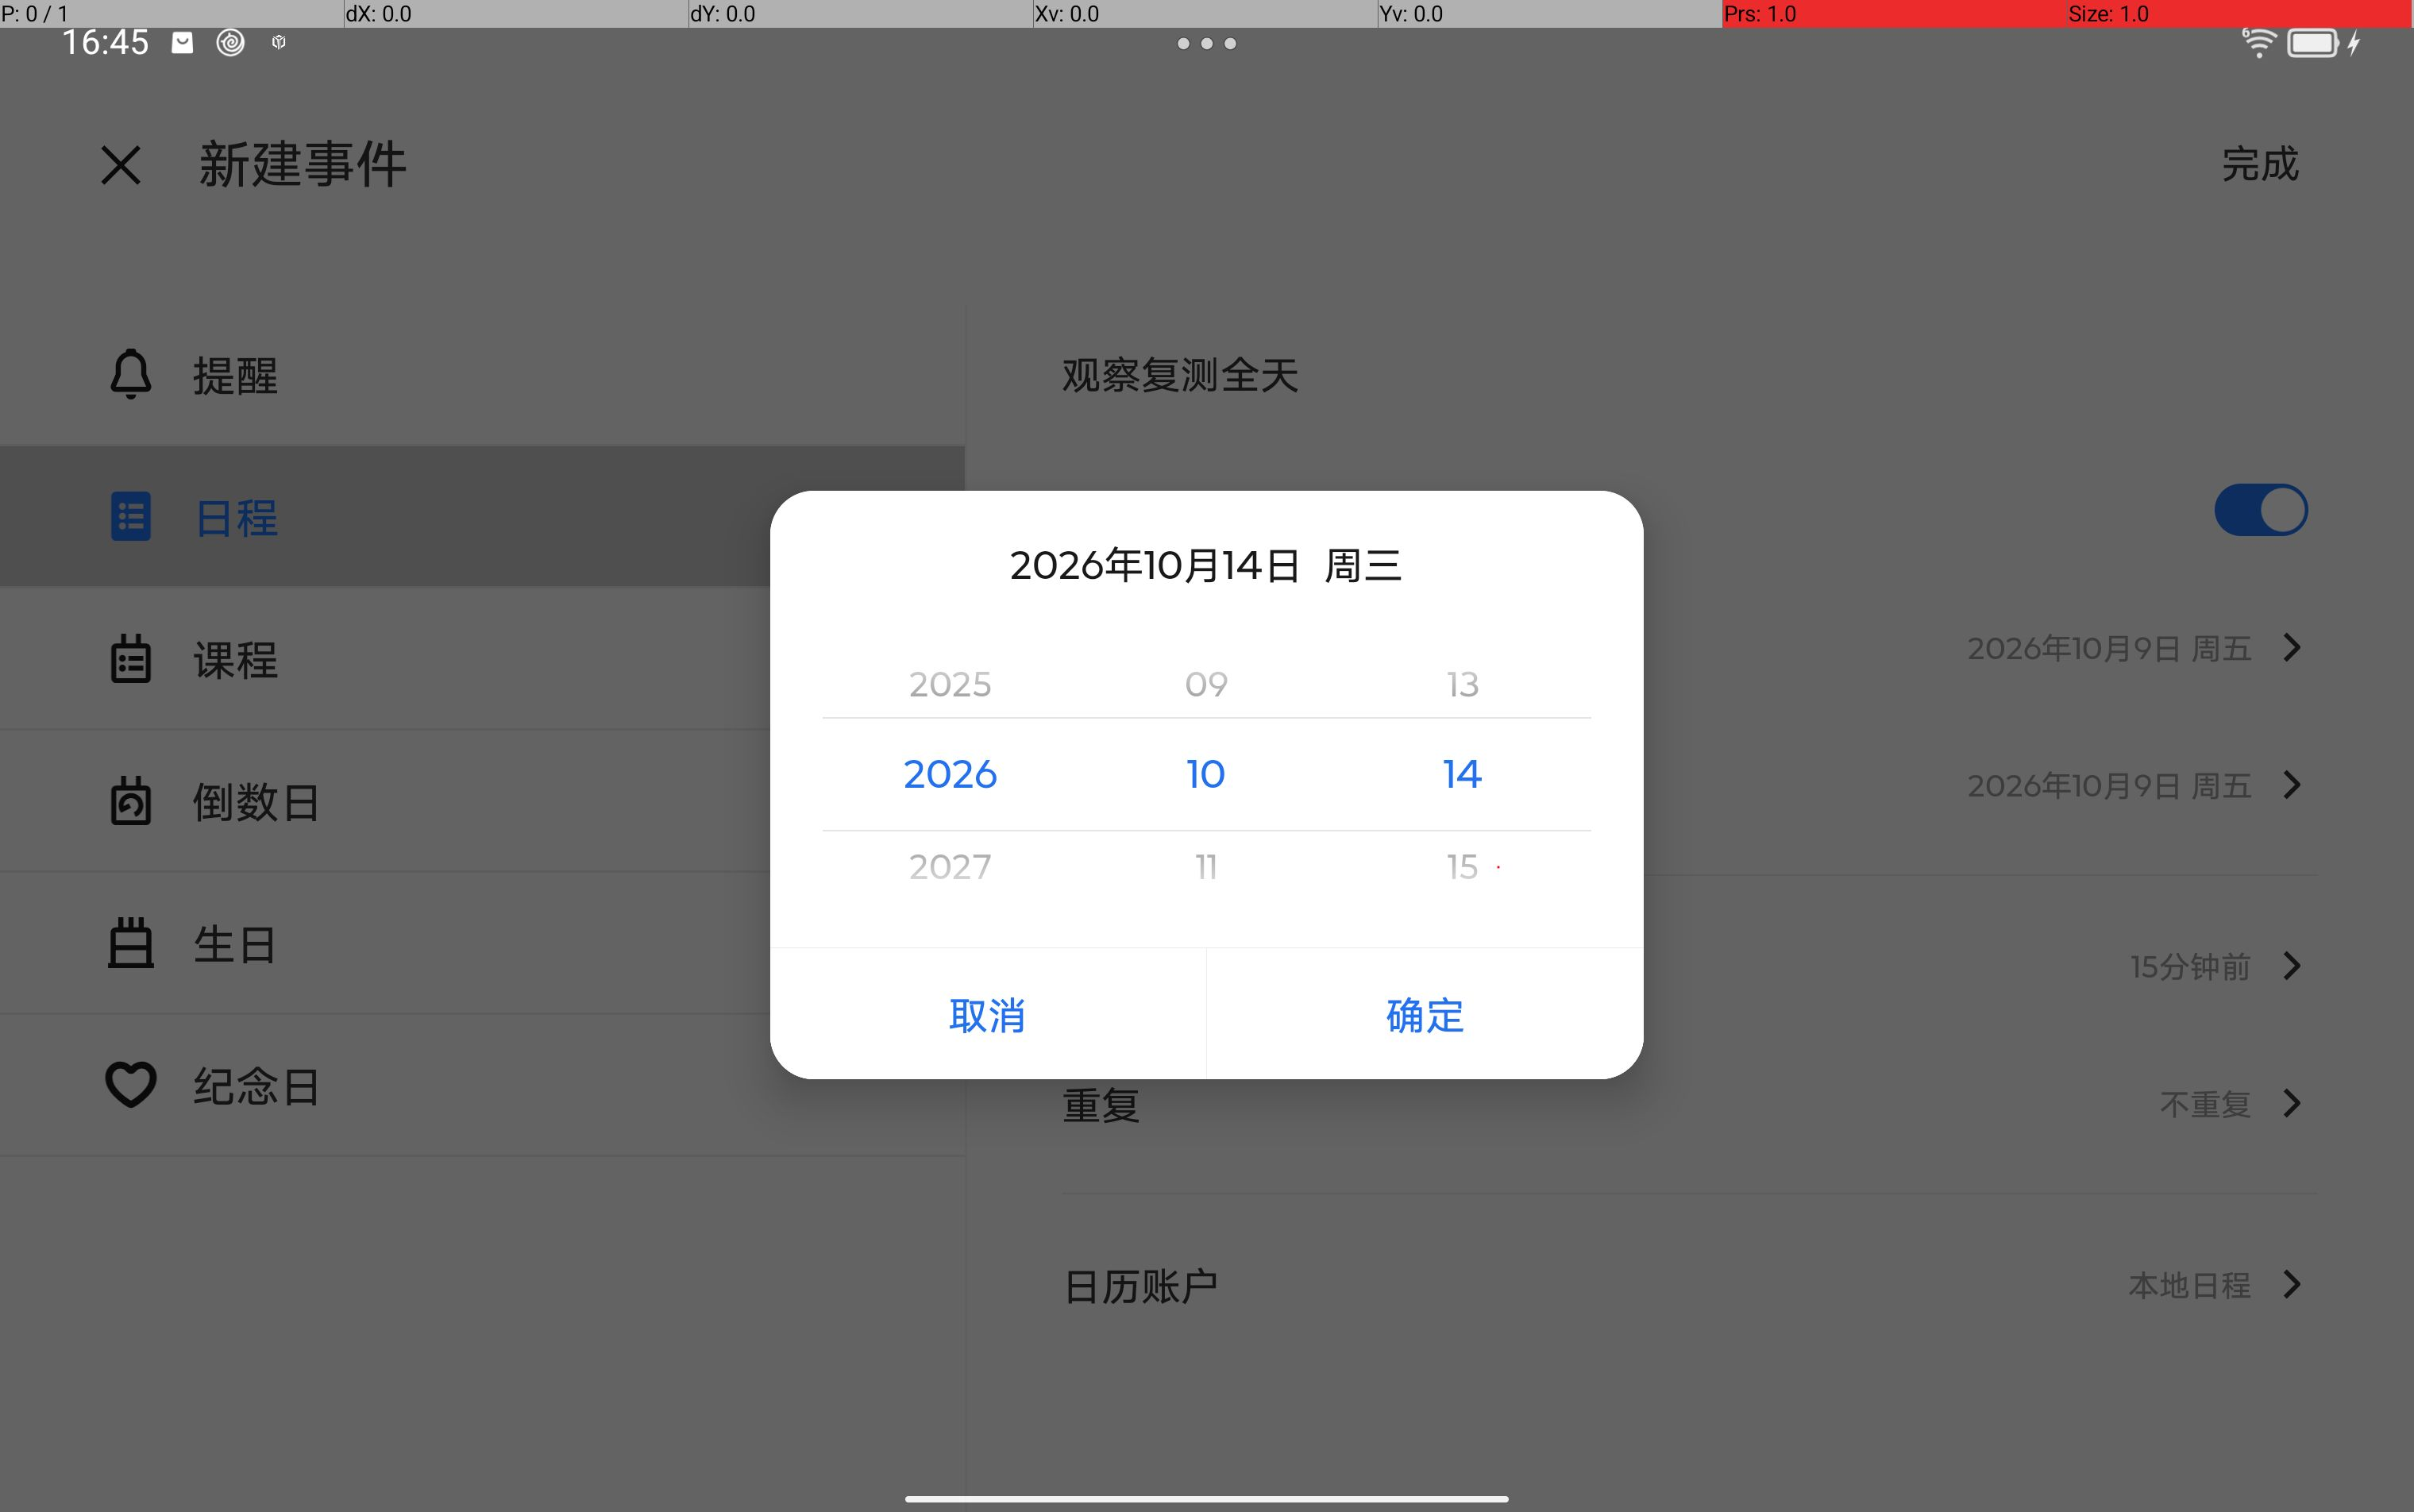 P: 0 / 1 dX: 0.0 dY: 0.0 Xv: 0.0 Yv: 0.0 Prs: 1.0 Size: 1.0
16:45 6
新建事件 完成
提醒
日程
课程
倒数日
生日
纪念日
观察复测全天
2026年10月9日 周五
2026年10月9日 周五
15分钟前
重复 不重复
日历账户 本地日程
2026年10月14日 周三
2025 09 13
2026 10 14
2027 11 15
取消 确定